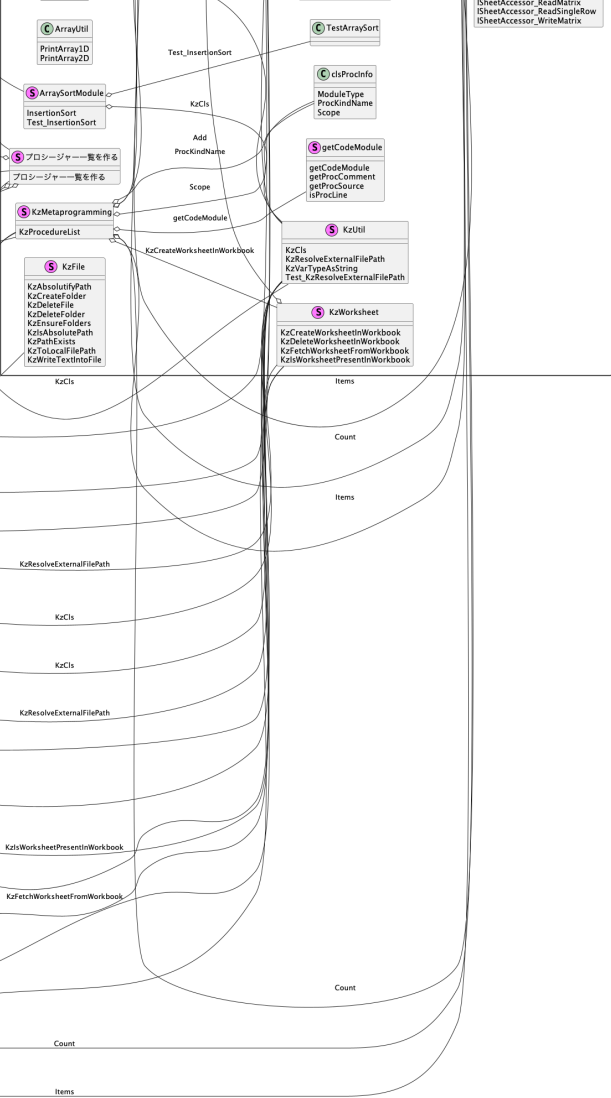 ISheetAccessor_ReadMatrix
ISheetAccessor_ReadSingleRow
ISheetAccessor_WriteMatrix
C ArrayUtil
PrintArray1D
PrintArray2D
C TestArraySort
Test_InsertionSort
S ArraySortModule
InsertionSort
Test_InsertionSort
C clsProcInfo
ModuleType
ProcKindName
Scope
KzCls
Add
ProcKindName
S プロシージャー一覧を作る
プロシージャー一覧を作る
S getCodeModule
getCodeModule
getProcComment
getProcSource
isProcLine
Scope
S KzMetaprogramming
KzProcedureList
getCodeModule
KzCreateWorksheetInWorkbook
S KzUtil
KzCls
KzResolveExternalFilePath
KzVarTypeAsString
Test_KzResolveExternalFilePath
S KzFile
KzAbsolutifyPath
KzCreateFolder
KzDeleteFile
KzDeleteFolder
KzEnsureFolders
KzIsAbsolutePath
KzPathExists
KzToLocalFilePath
KzWriteTextIntoFile
S KzWorksheet
KzCreateWorksheetInWorkbook
KzDeleteWorksheetInWorkbook
KzFetchWorksheetFromWorkbook
KzIsWorksheetPresentInWorkbook
KzCls
Items
Count
Items
KzResolveExternalFilePath
KzCls
KzCls
KzResolveExternalFilePath
KzIsWorksheetPresentInWorkbook
KzFetchWorksheetFromWorkbook
Count
Count
Items